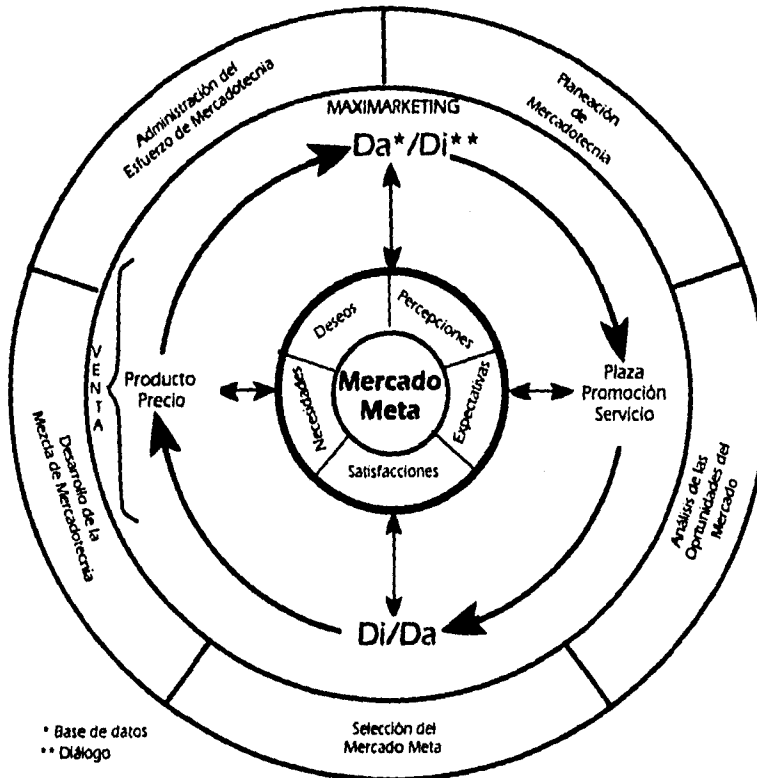 Administración del
Esfuerzo de Mercadotecnia
Planeación
de
Mercadotecnia
MAXIMARKETING
Da*/Di**
Deseos
Percepciones
VENTA
Producto
Precio
Necesidades
Mercado
Meta
Expectativas
Plaza
Promoción
Servicio
Satisfacciones
Desarrollo de la
Mezcla de Mercadotecnia
Análisis de las
Oprtunidades del
Mercado
Di/Da
Selección del
Mercado Meta
* Base de datos
** Diálogo